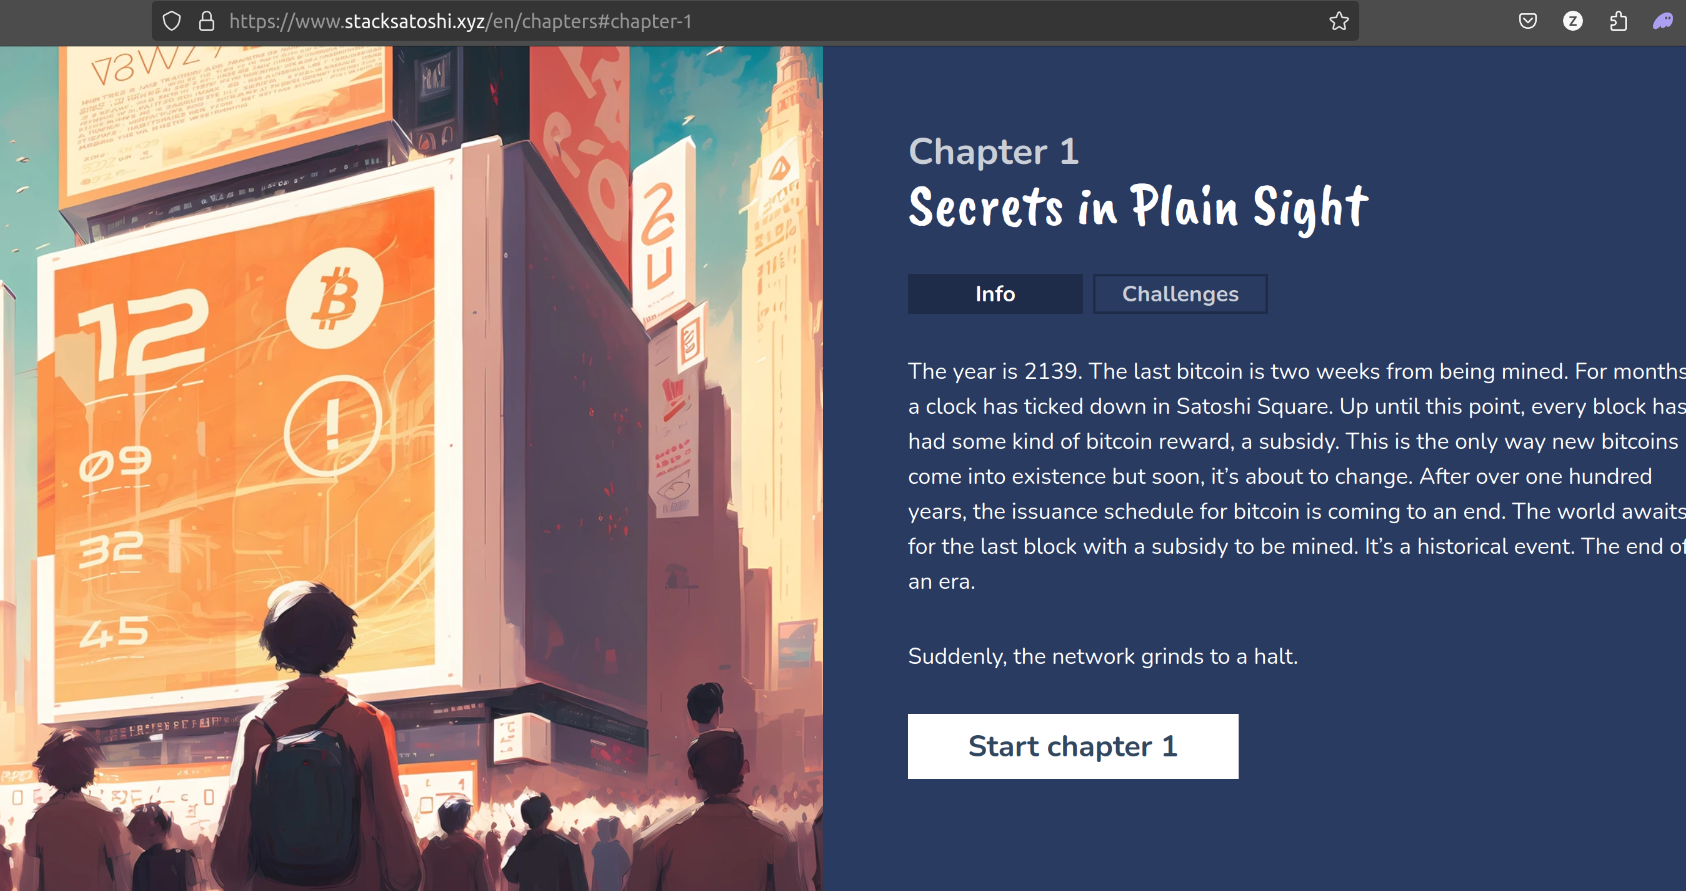 https://www.stacksatoshi.xyz/en/chapters#chapter-1
Z
12
09
32
45
Chapter 1
Secrets in Plain Sight
Info
Challenges
The year is 2139. The last bitcoin is two weeks from being mined. For months
a clock has ticked down in Satoshi Square. Up until this point, every block has
had some kind of bitcoin reward, a subsidy. This is the only way new bitcoins
come into existence but soon, it’s about to change. After over one hundred
years, the issuance schedule for bitcoin is coming to an end. The world awaits
for the last block with a subsidy to be mined. It’s a historical event. The end of
an era.
Suddenly, the network grinds to a halt.
Start chapter 1